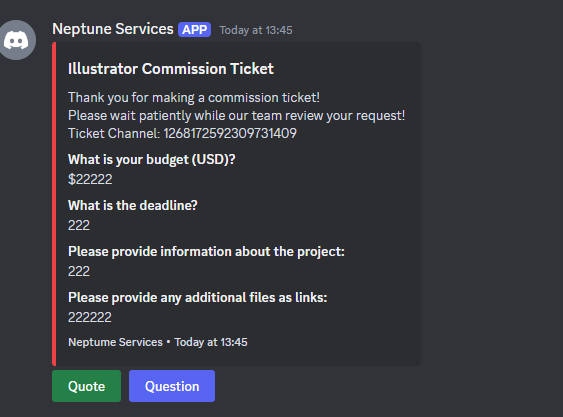 Neptune Services APP Today at 13:45
Illustrator Commission Ticket
Thank you for making a commission ticket!
Please wait patiently while our team review your request!
Ticket Channel: 1268172592309731409
What is your budget (USD)?
$22222
What is the deadline?
222
Please provide information about the project:
222
Please provide any additional files as links:
222222
Neptume Services • Today at 13:45
Quote Question